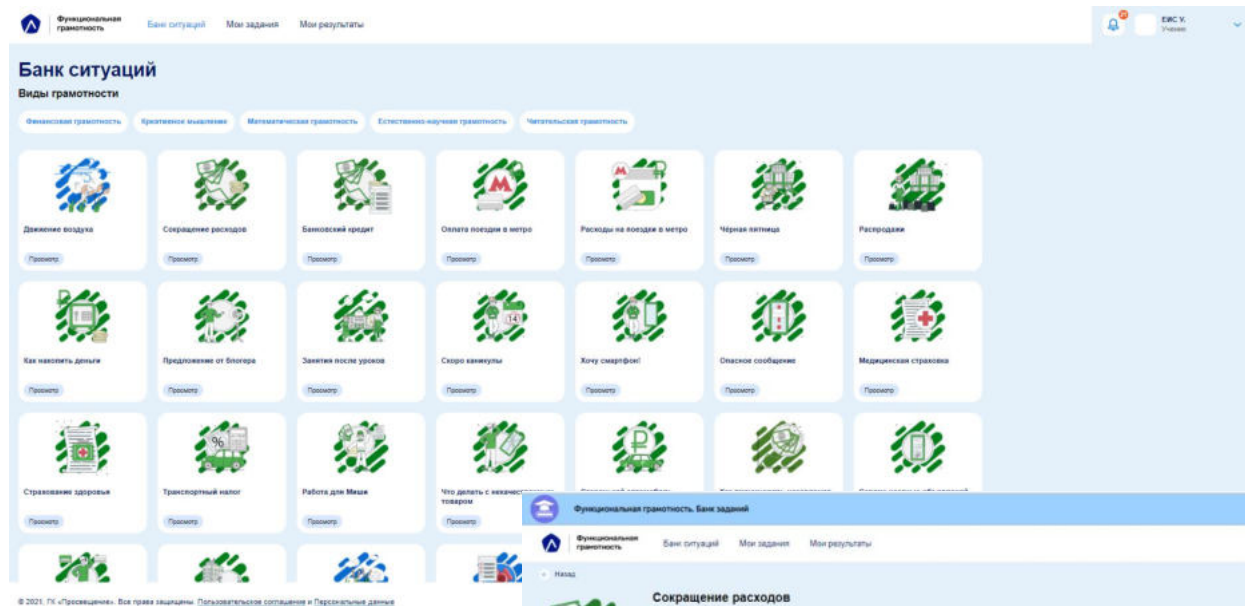 Функциональная
грамотность
Банк ситуаций
Мои задания
Мои результаты
ЕИС У.
Ученик
Банк ситуаций
Виды грамотности
Финансовая грамотность
Креативное мышление
Математическая грамотность
Естественно-научная грамотность
Читательская грамотность
Движение воздуха
Сокращение расходов
Банковский кредит
Оплата поездки в метро
Расходы на поездки в метро
Чёрная пятница
Распродажи
Просмотр
Просмотр
Просмотр
Просмотр
Просмотр
Просмотр
Просмотр
Как накопить деньги
Предложение от блогера
Занятия после уроков
Скоро каникулы
Хочу смартфон!
Опасное сообщение
Медицинская страховка
Просмотр
Просмотр
Просмотр
Просмотр
Просмотр
Просмотр
Просмотр
Страхование здоровья
Транспортный налог
Работа для Миши
Что делать с
товаром
Просмотр
Просмотр
Просмотр
Просмотр
Функциональная грамотность. Банк заданий
Функциональная
грамотность
Банк ситуаций
Мои задания
Мои результаты
Назад
Сокращение расходов
© 2021, ГК «Просвещение». Все права защищены. Пользовательское соглашение и Персональные данные